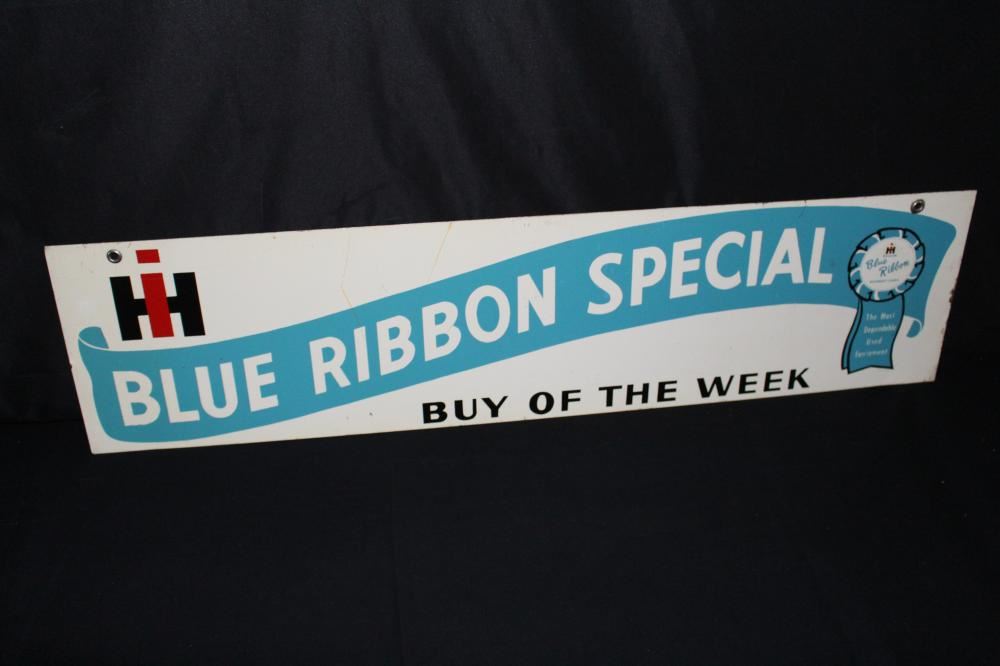 IH
BLUE RIBBON SPECIAL
IH
Blue
Ribbon
The Most
Dependable
Used
Equipment
BUY OF THE WEEK